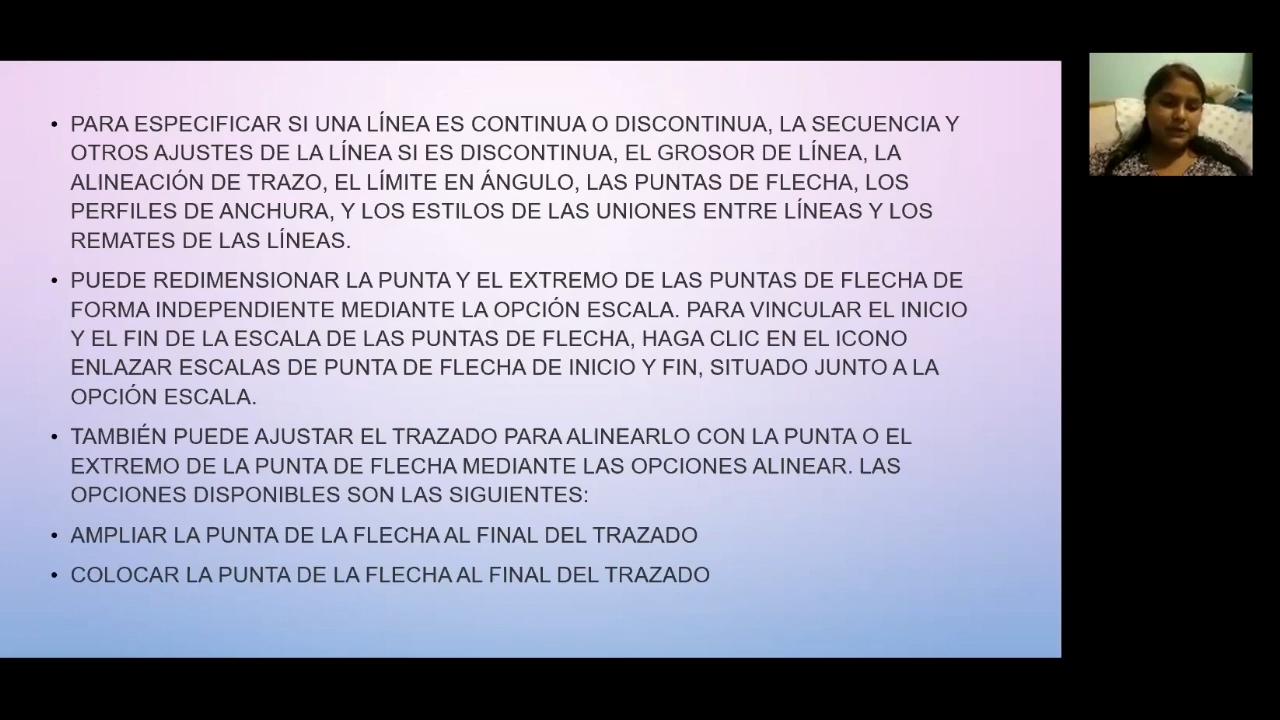 • PARA ESPECIFICAR SI UNA LÍNEA ES CONTINUA O DISCONTINUA, LA SECUENCIA Y
OTROS AJUSTES DE LA LÍNEA SI ES DISCONTINUA, EL GROSOR DE LÍNEA, LA
ALINEACIÓN DE TRAZO, EL LÍMITE EN ÁNGULO, LAS PUNTAS DE FLECHA, LOS
PERFILES DE ANCHURA, Y LOS ESTILOS DE LAS UNIONES ENTRE LÍNEAS Y LOS
REMATES DE LAS LÍNEAS.
• PUEDE REDIMENSIONAR LA PUNTA Y EL EXTREMO DE LAS PUNTAS DE FLECHA DE
FORMA INDEPENDIENTE MEDIANTE LA OPCIÓN ESCALA. PARA VINCULAR EL INICIO
Y EL FIN DE LA ESCALA DE LAS PUNTAS DE FLECHA, HAGA CLIC EN EL ICONO
ENLAZAR ESCALAS DE PUNTA DE FLECHA DE INICIO Y FIN, SITUADO JUNTO A LA
OPCIÓN ESCALA.
• TAMBIÉN PUEDE AJUSTAR EL TRAZADO PARA ALINEARLO CON LA PUNTA O EL
EXTREMO DE LA PUNTA DE FLECHA MEDIANTE LAS OPCIONES ALINEAR. LAS
OPCIONES DISPONIBLES SON LAS SIGUIENTES:
• AMPLIAR LA PUNTA DE LA FLECHA AL FINAL DEL TRAZADO
• COLOCAR LA PUNTA DE LA FLECHA AL FINAL DEL TRAZADO